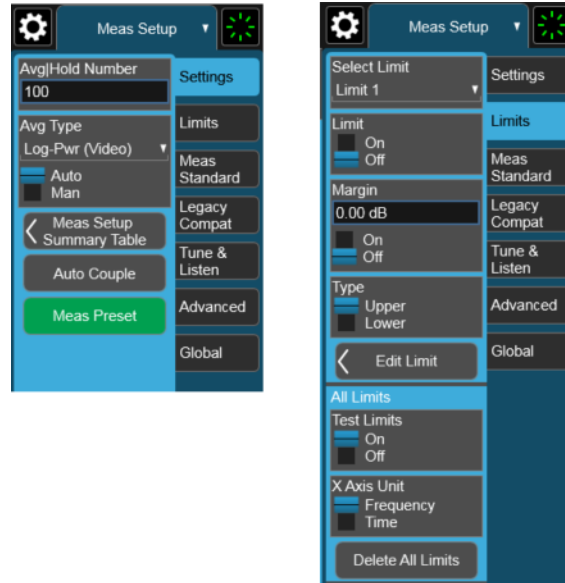 Meas Setup
Avg|Hold Number
100
Avg Type
Log-Pwr (Video)
Auto
Man
Meas Setup
Summary Table
Auto Couple
Meas Preset
Settings
Limits
Meas
Standard
Legacy
Compat
Tune &
Listen
Advanced
Global
Meas Setup
Select Limit
Limit 1
Limit
On
Off
Margin
0.00 dB
On
Off
Type
Upper
Lower
Edit Limit
All Limits
Test Limits
On
Off
X Axis Unit
Frequency
Time
Delete All Limits
Settings
Limits
Meas
Standard
Legacy
Compat
Tune &
Listen
Advanced
Global